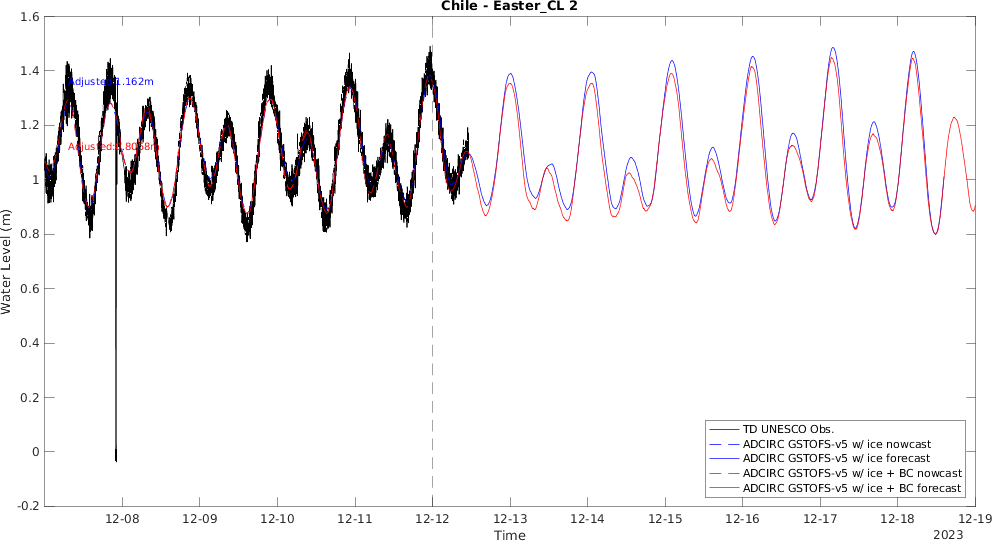 Chile - Easter_CL 2
1.6
1.4
1.2
1
0.8
0.6
0.4
0.2
0
-0.2
Water Level (m)
Adjusted:1.162m
12-08
12-09
12-10
12-11
12-12
12-13
12-14
12-15
12-16
12-17
12-18
12-19
Time
2023
TD UNESCO Obs.
ADCIRC GSTOFS-v5 w/ ice nowcast
ADCIRC GSTOFS-v5 w/ ice forecast
ADCIRC GSTOFS-v5 w/ ice + BC nowcast
ADCIRC GSTOFS-v5 w/ ice + BC forecast